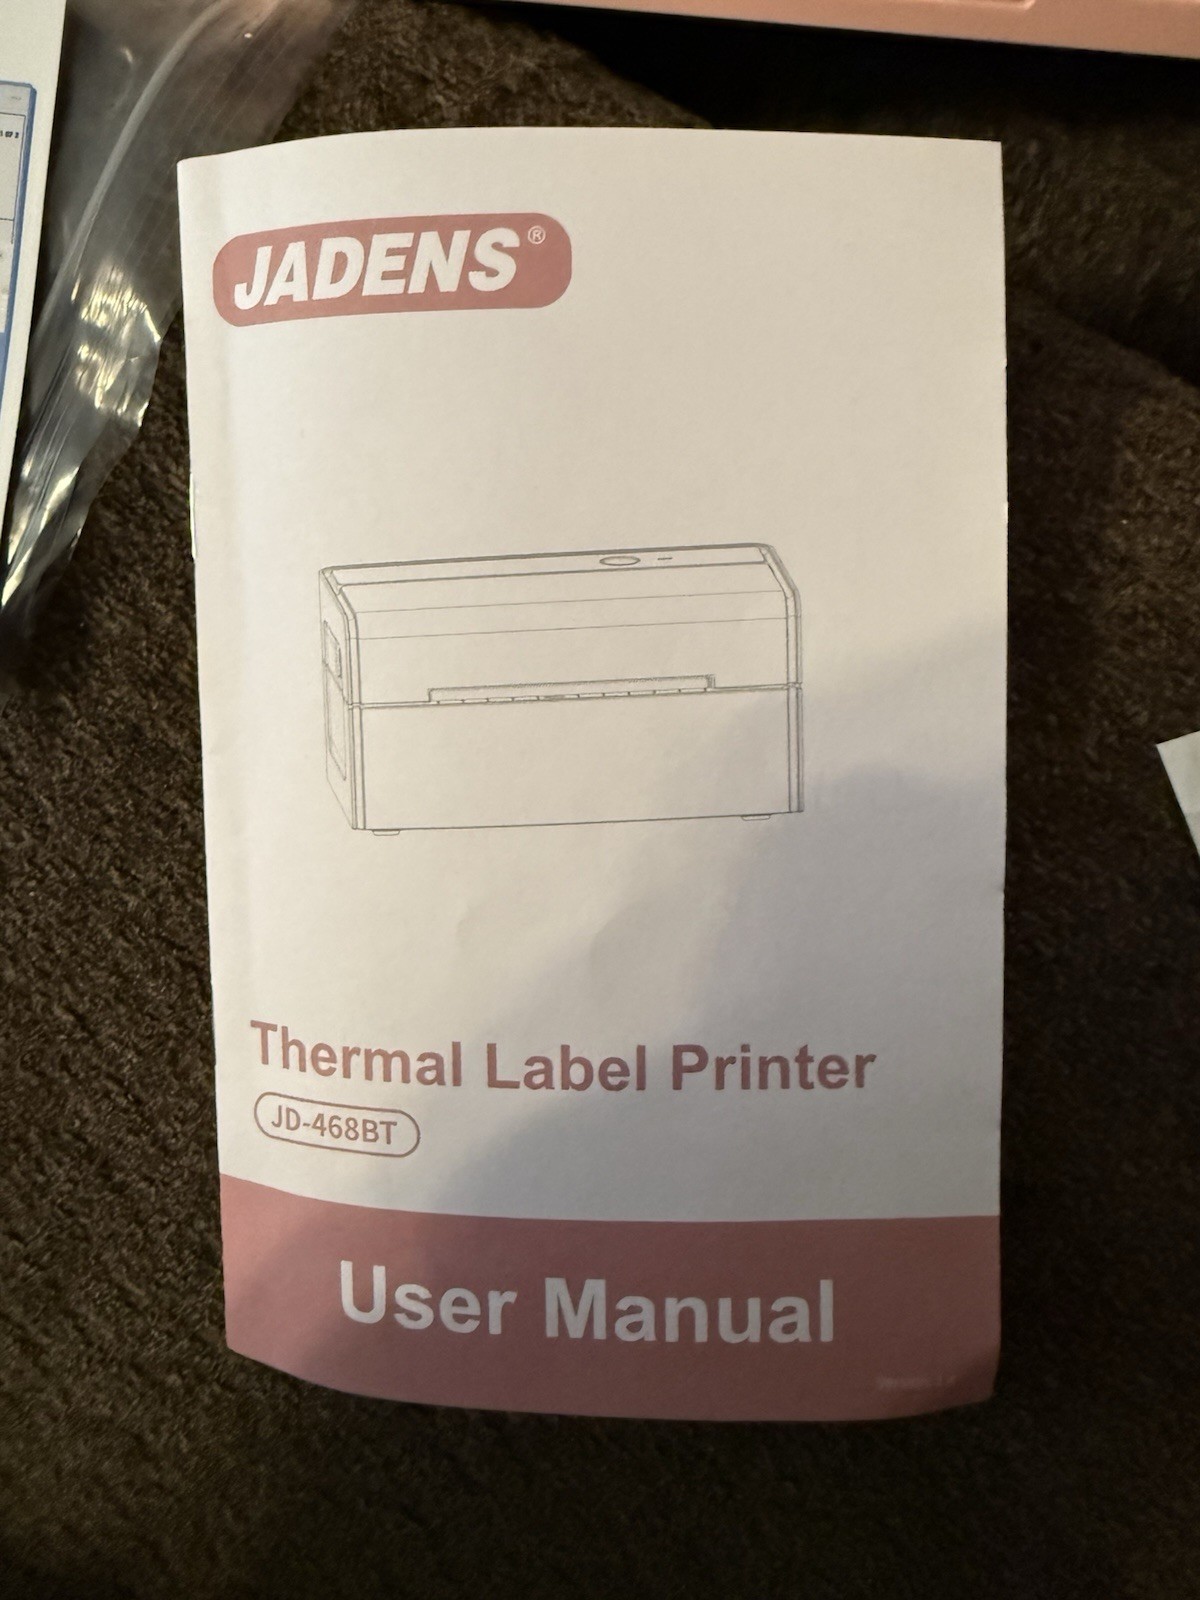 JADENS®
Thermal Label Printer
JD-468BT
User Manual